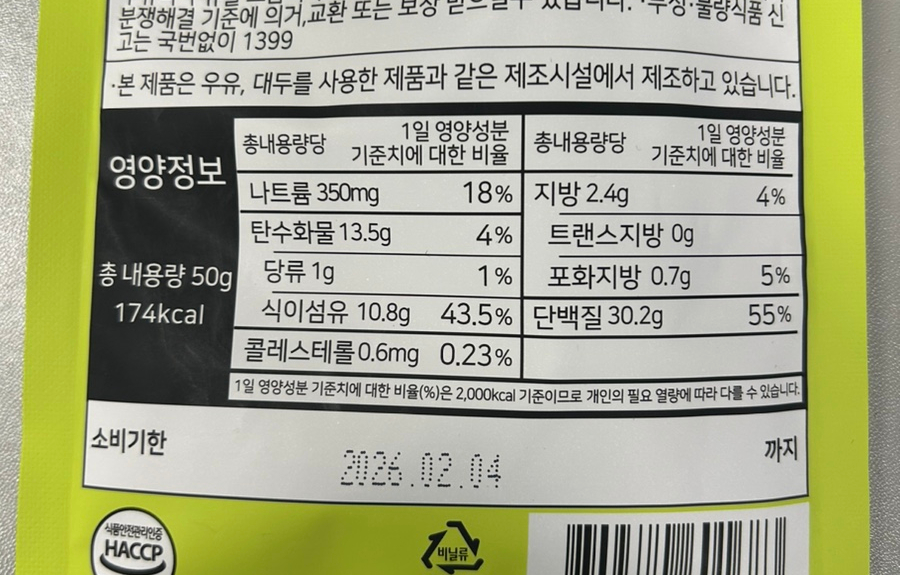 분쟁해결 기준에 의거,교환 또는 보상 받으실수 있습니다. ·부정·불량식품 신
고는 국번없이 1399
·본 제품은 우유, 대두를 사용한 제품과 같은 제조시설에서 제조하고 있습니다.
영양정보
총 내용량 50g
174kcal
총내용량당 1일 영양성분 기준치에 대한 비율
나트륨 350mg 18%
탄수화물 13.5g 4%
당류 1g 1%
식이섬유 10.8g 43.5%
콜레스테롤 0.6mg 0.23%
총내용량당 1일 영양성분 기준치에 대한 비율
지방 2.4g 4%
트랜스지방 0g
포화지방 0.7g 5%
단백질 30.2g 55%
1일 영양성분 기준치에 대한 비율(%)은 2,000kcal 기준이므로 개인의 필요 열량에 따라 다를 수 있습니다.
소비기한 2026.02.04 까지
식품안전관리인증
HACCP
비닐류